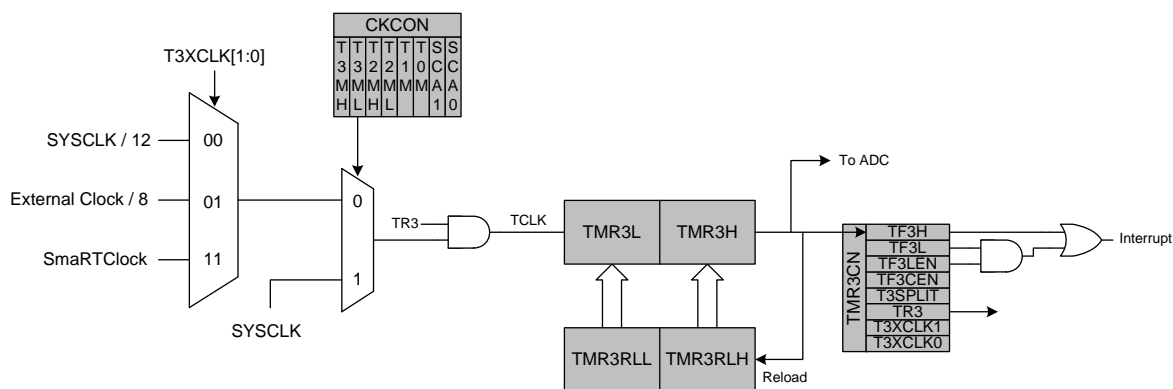 CKCON
T3MH
T3ML
T2MH
T2ML
T1M
T0M
SCA1
SCA0
T3XCLK[1:0]
SYSCLK / 12
00
External Clock / 8
01
SmaRTClock
11
0
1
SYSCLK
TR3
TCLK
TMR3L
TMR3H
To ADC
TMR3RLL
TMR3RLH
Reload
TMR3CN
TF3H
TF3L
TF3LEN
TF3CEN
T3SPLIT
TR3
T3XCLK1
T3XCLK0
Interrupt